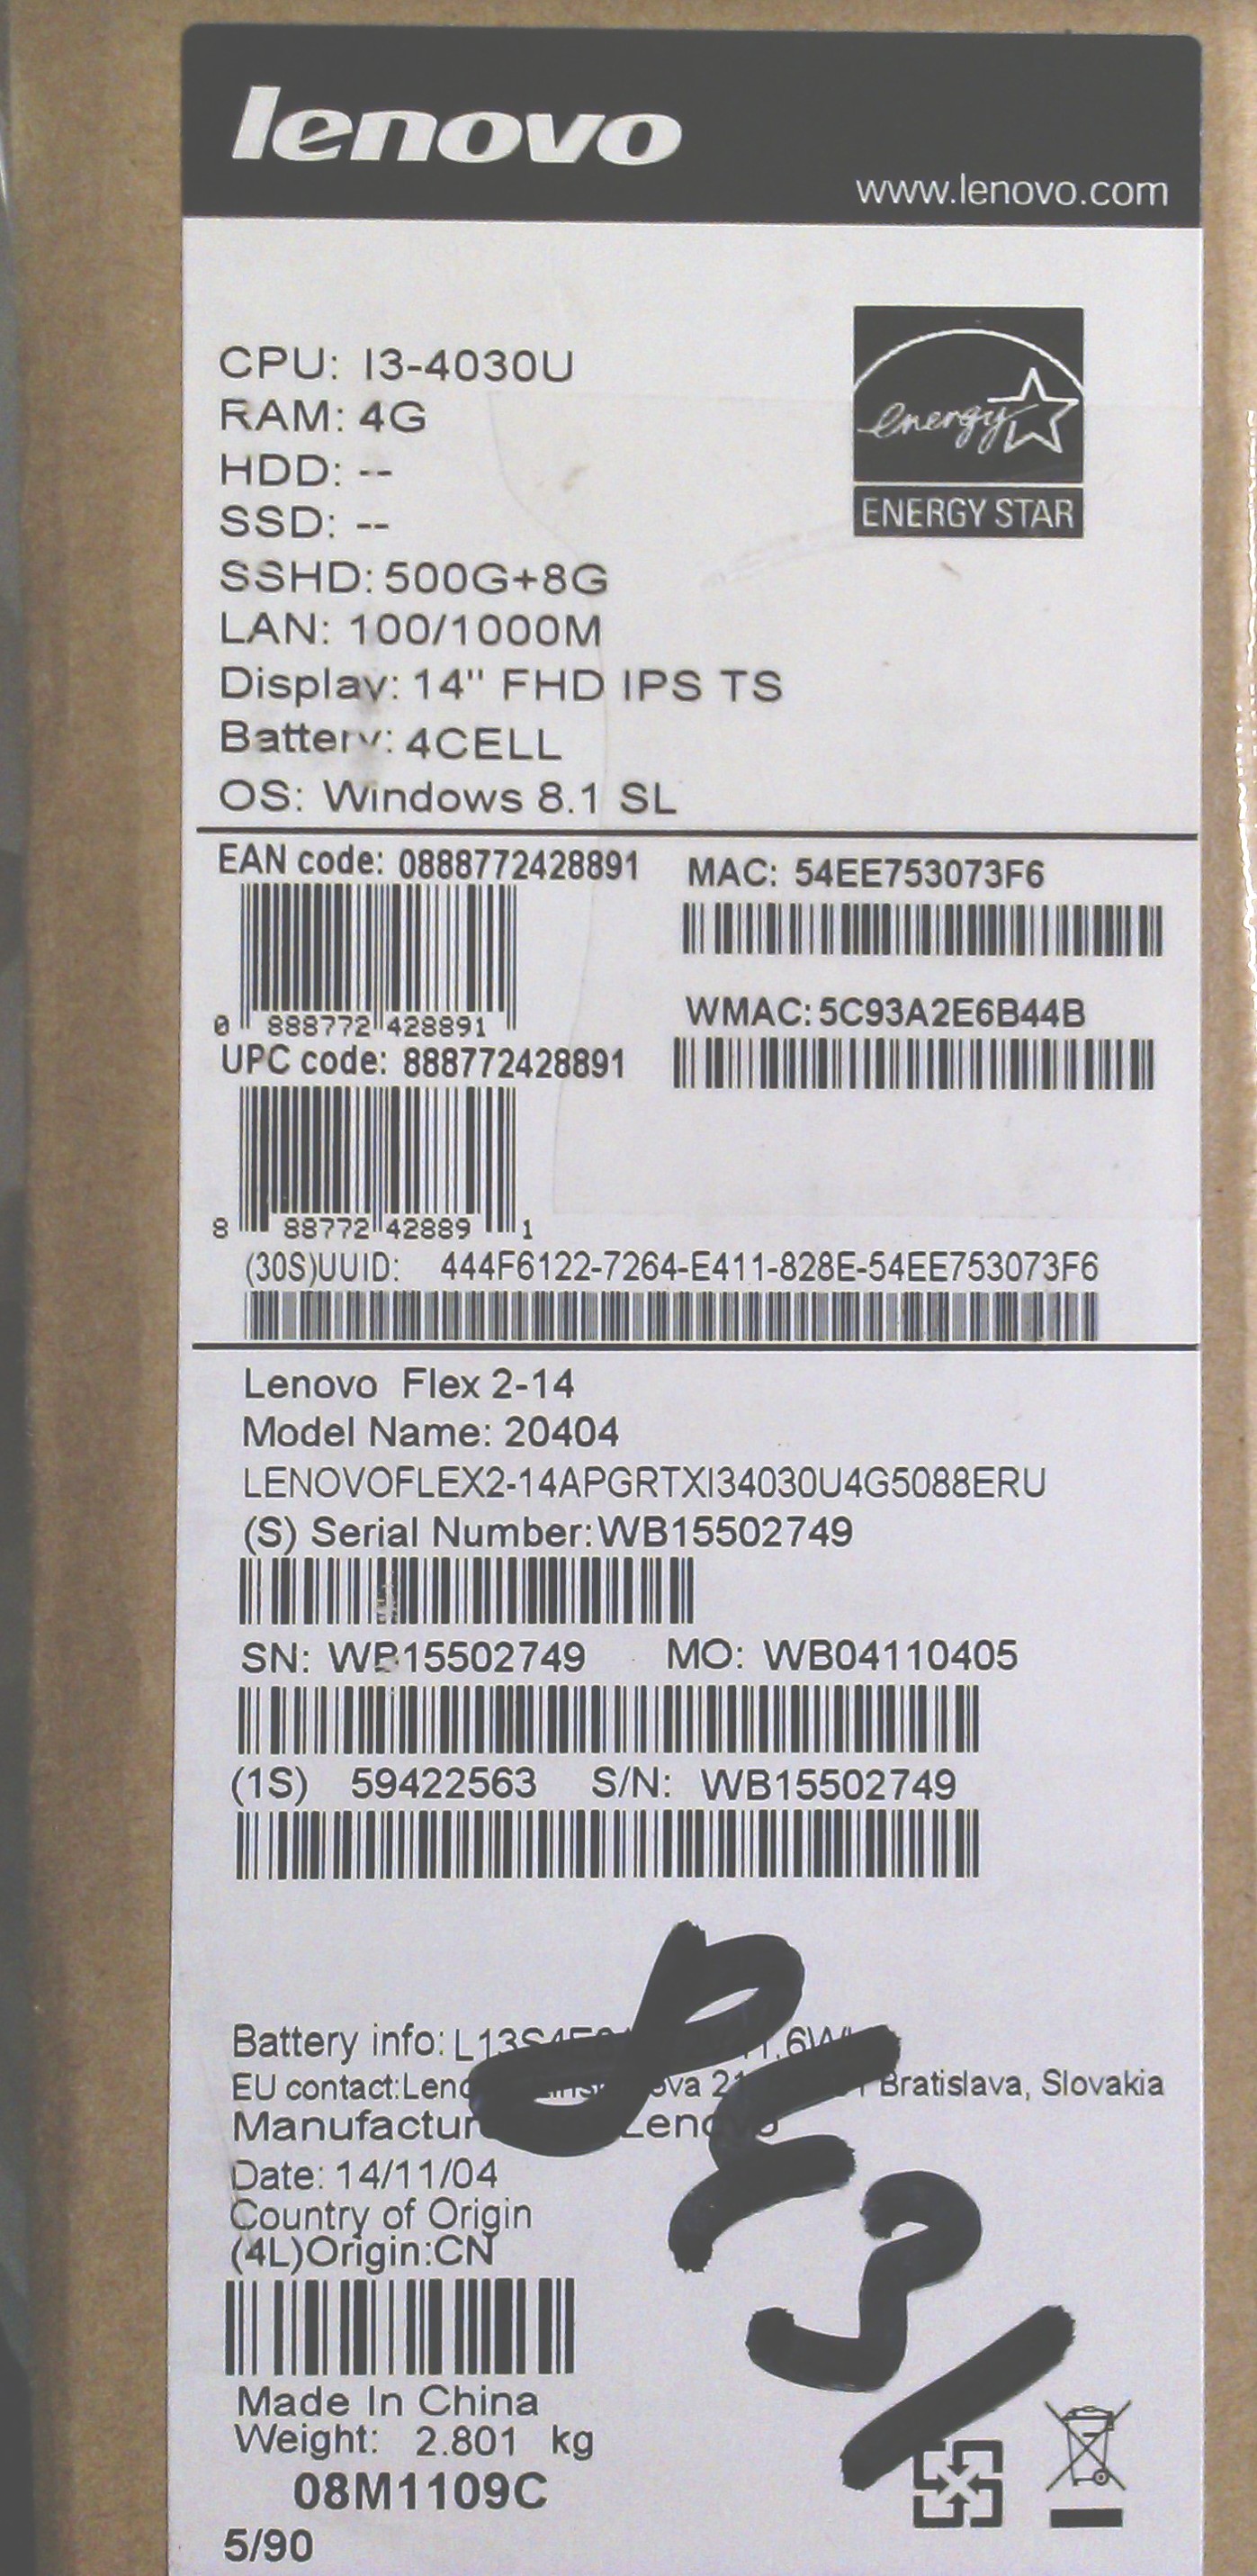 lenovo
www.lenovo.com
energy
ENERGY STAR
CPU: I3-4030U
RAM: 4G
HDD: --
SSD: --
SSHD: 500G+8G
LAN: 100/1000M
Display: 14" FHD IPS TS
Battery: 4CELL
OS: Windows 8.1 SL
EAN code: 0888772428891
MAC: 54EE753073F6
0 888772 428891
WMAC: 5C93A2E6B44B
UPC code: 888772428891
8 88772 42889 1
(30S)UUID: 444F6122-7264-E411-828E-54EE753073F6
Lenovo Flex 2-14
Model Name: 20404
LENOVOFLEX2-14APGRTXI34030U4G5088ERU
(S) Serial Number:WB15502749
SN: WB15502749 MO: WB04110405
(1S) 59422563 S/N: WB15502749
Battery info:
EU contact: Bratislava, Slovakia
Lenovo
Date: 14/11/04
Country of Origin
(4L)Origin:CN
Made In China
Weight: 2.801 kg
08M1109C
5/90